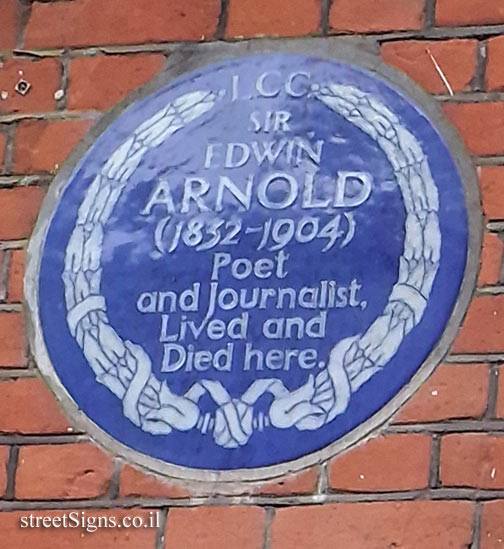 L.C.C.
SIR
EDWIN
ARNOLD
(1832-1904)
Poet
and Journalist,
Lived and
Died here.
streetSigns.co.il